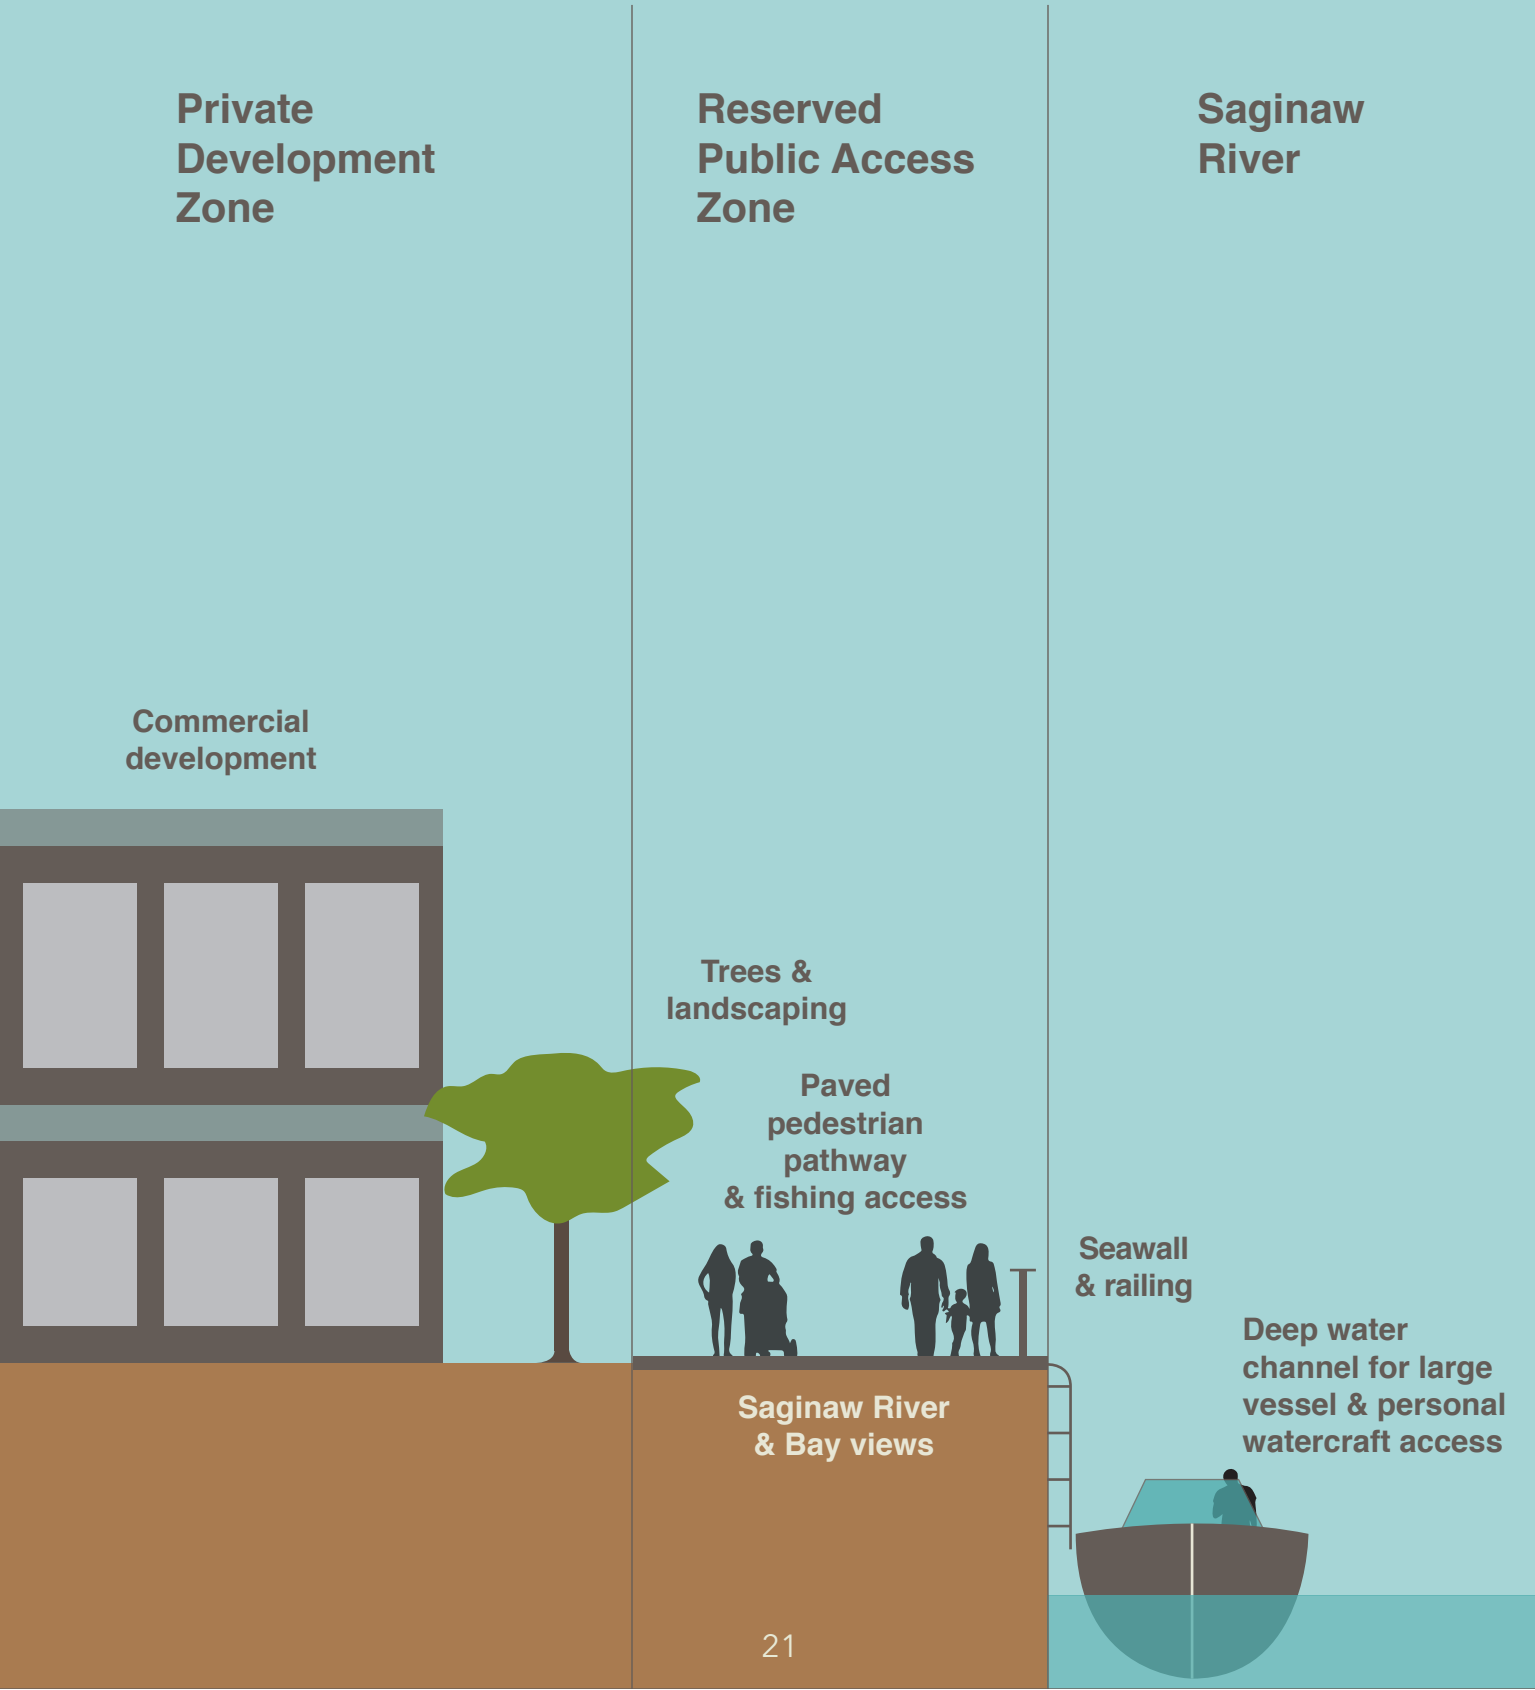 Private
Development
Zone
Reserved
Public Access
Zone
Saginaw
River
Commercial
development
Trees &
landscaping
Paved
pedestrian
pathway
& fishing access
Seawall
& railing
Deep water
channel for large
vessel & personal
watercraft access
Saginaw River
& Bay views
21